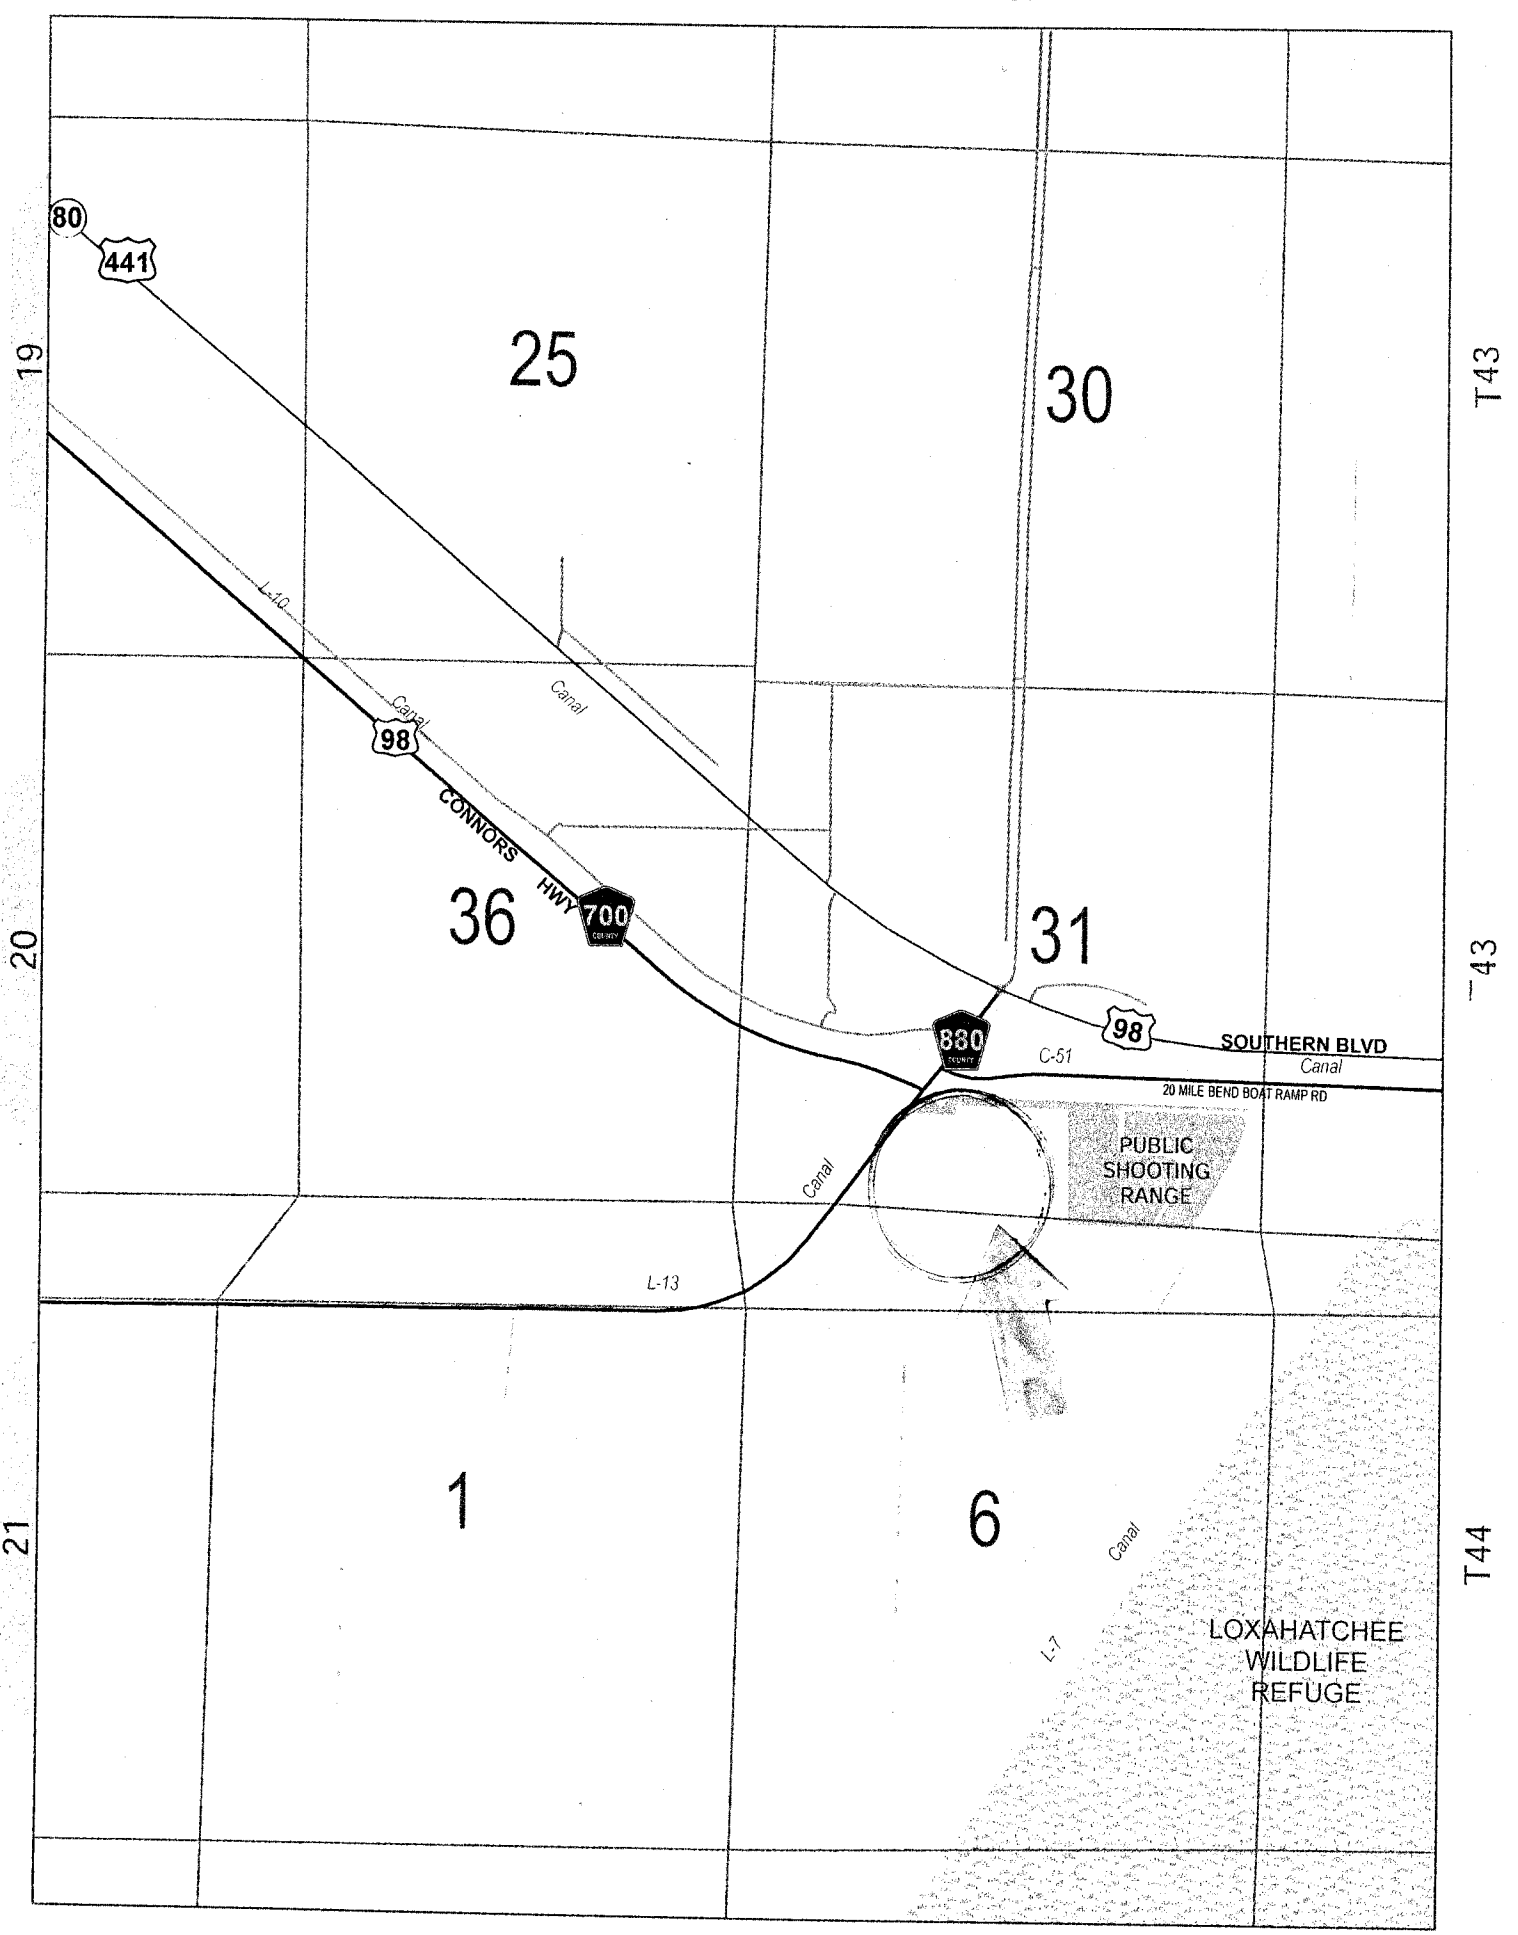 80
441
19
25
30
T43
L-10
Canal
Canal
98
CONNORS
HWY
700
COUNTY
36
31
20
43
880
COUNTY
98
SOUTHERN BLVD
C-51
Canal
20 MILE BEND BOAT RAMP RD
PUBLIC
SHOOTING
RANGE
Canal
L-13
1
6
21
T44
Canal
L-7
LOXAHATCHEE
WILDLIFE
REFUGE